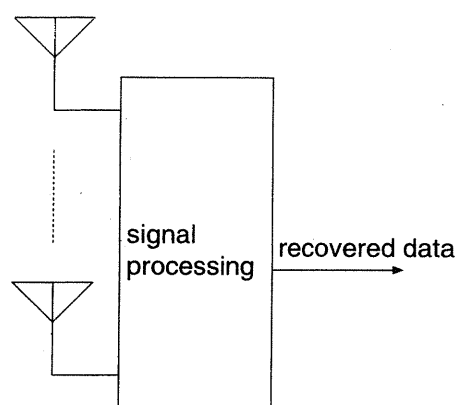 signal
processing
recovered data